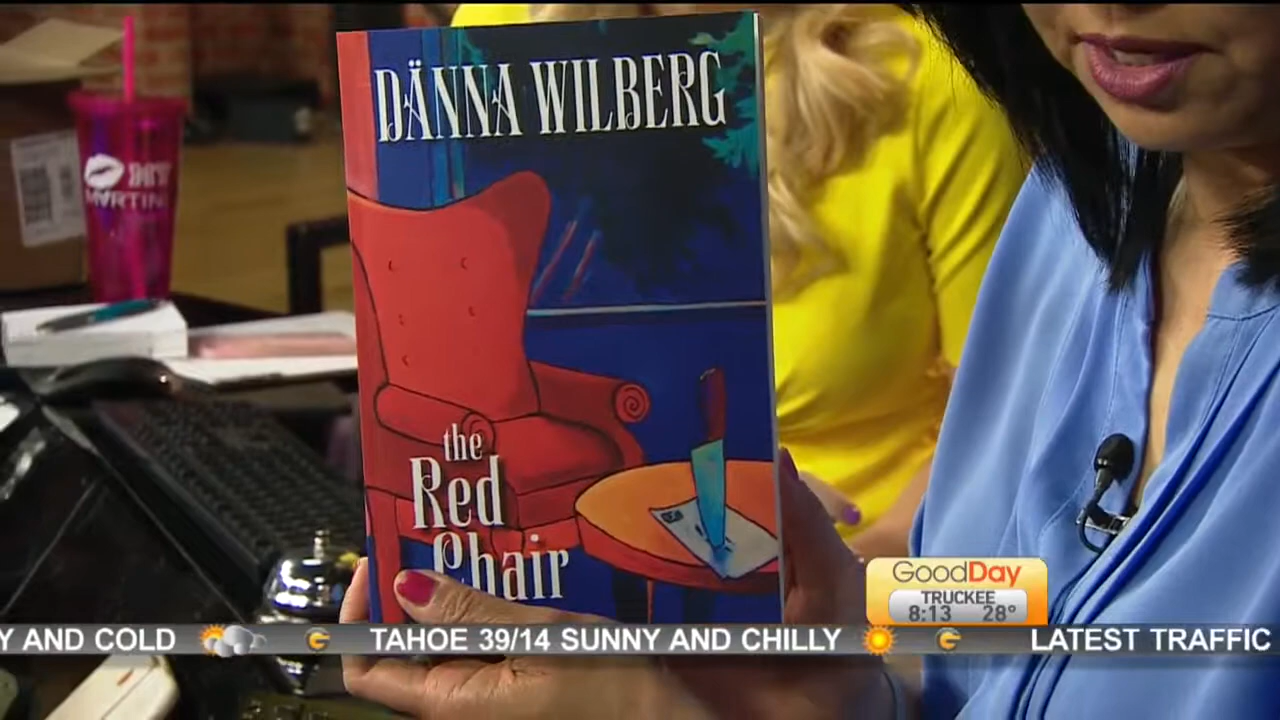 DÄNNA WILBERG
MARTINI
the
Red
Chair
GoodDay
TRUCKEE
8:13 28°
Y AND COLD TAHOE 39/14 SUNNY AND CHILLY LATEST TRAFFIC